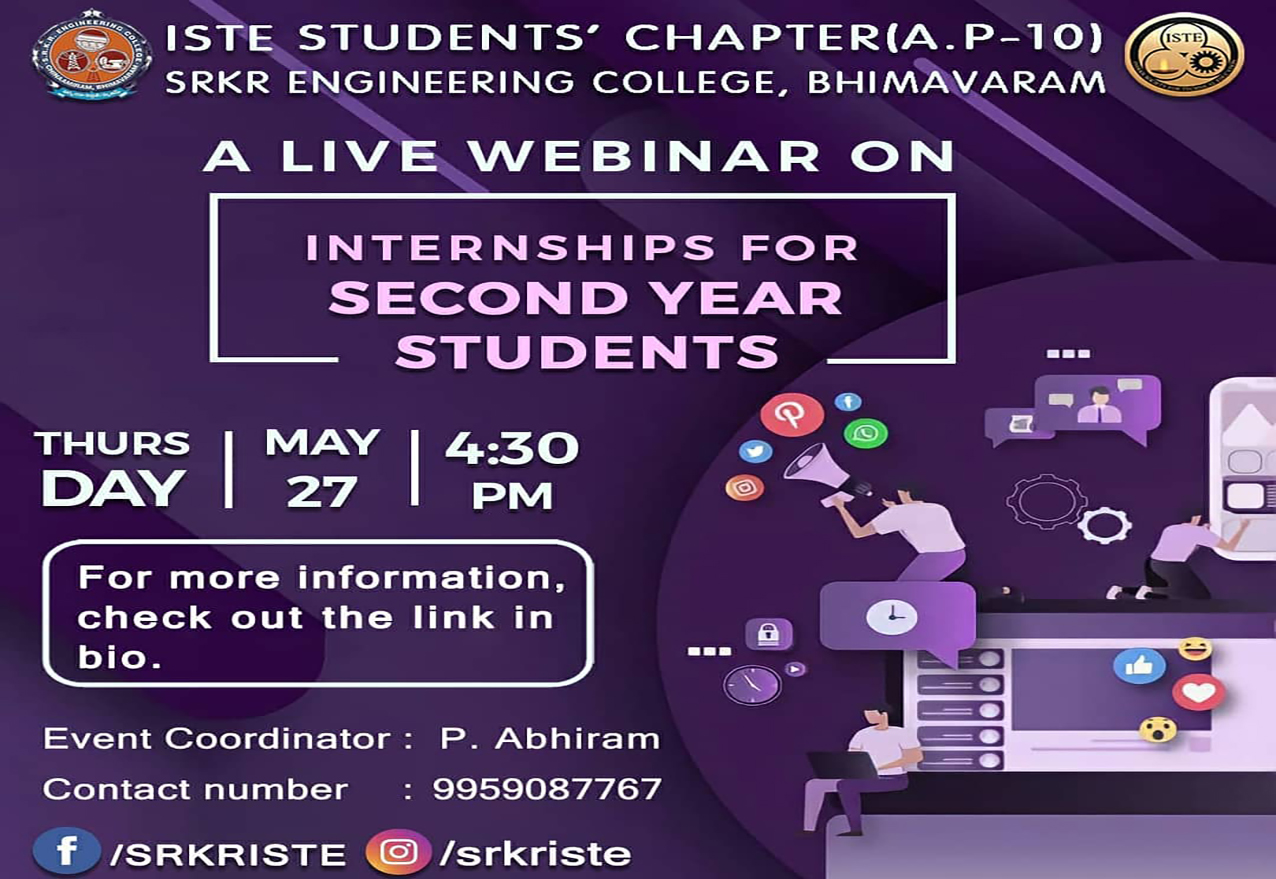 ISTE STUDENTS' CHAPTER(A.P-10)
SRKR ENGINEERING COLLEGE, BHIMAVARAM
ISTE
A LIVE WEBINAR ON
INTERNSHIPS FOR
SECOND YEAR
STUDENTS
THURS
DAY
MAY
27
4:30
PM
For more information,
check out the link in
bio.
Event Coordinator : P. Abhiram
Contact number : 9959087767
f /SRKRISTE /srkriste